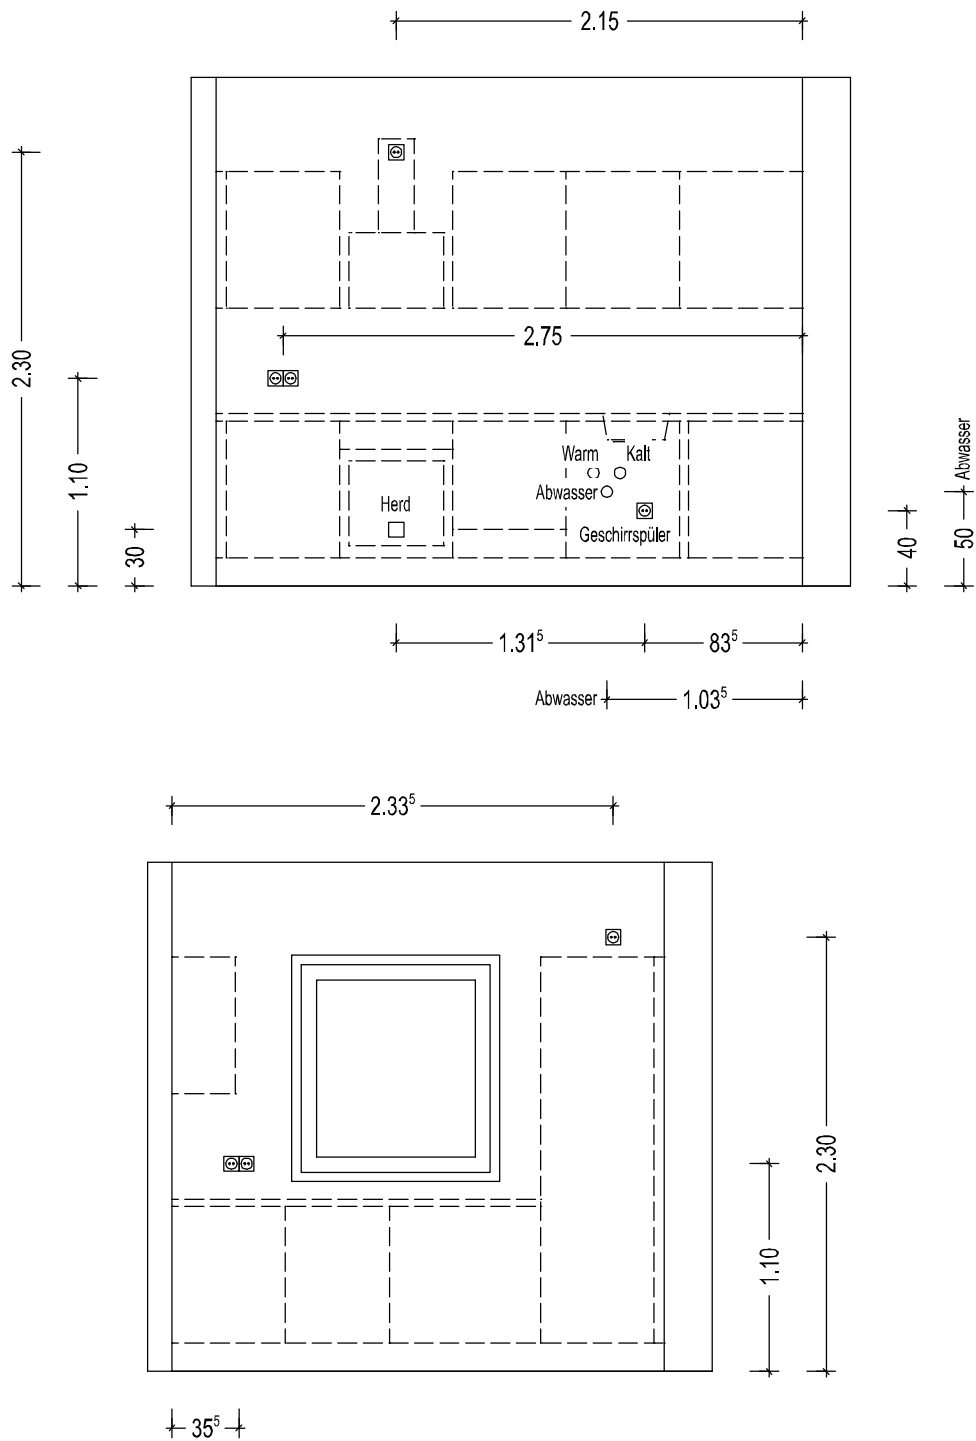 2.15
2.30
2.75
1.10
30
Warm Kalt
Abwasser
Herd
Geschirrspüler
40
50
Abwasser
1.31⁵ 83⁵
Abwasser 1.03⁵
2.33⁵
2.30
1.10
35⁵